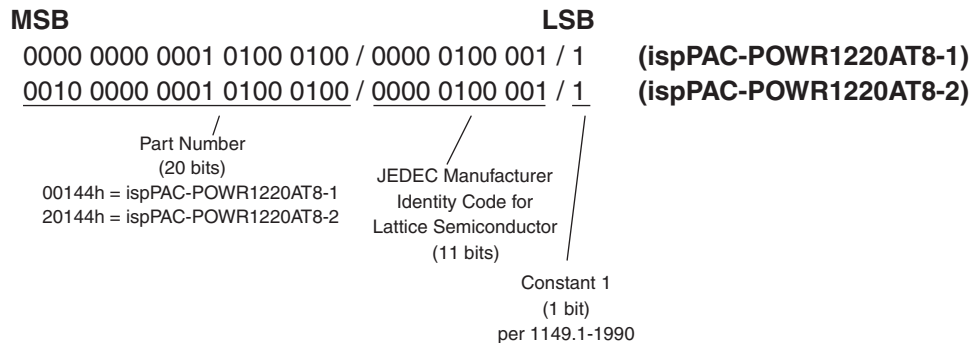 MSB LSB
0000 0000 0001 0100 0100 / 0000 0100 001 / 1 (ispPAC-POWR1220AT8-1)
0010 0000 0001 0100 0100 / 0000 0100 001 / 1 (ispPAC-POWR1220AT8-2)
Part Number
(20 bits)
00144h = ispPAC-POWR1220AT8-1
20144h = ispPAC-POWR1220AT8-2
JEDEC Manufacturer
Identity Code for
Lattice Semiconductor
(11 bits)
Constant 1
(1 bit)
per 1149.1-1990